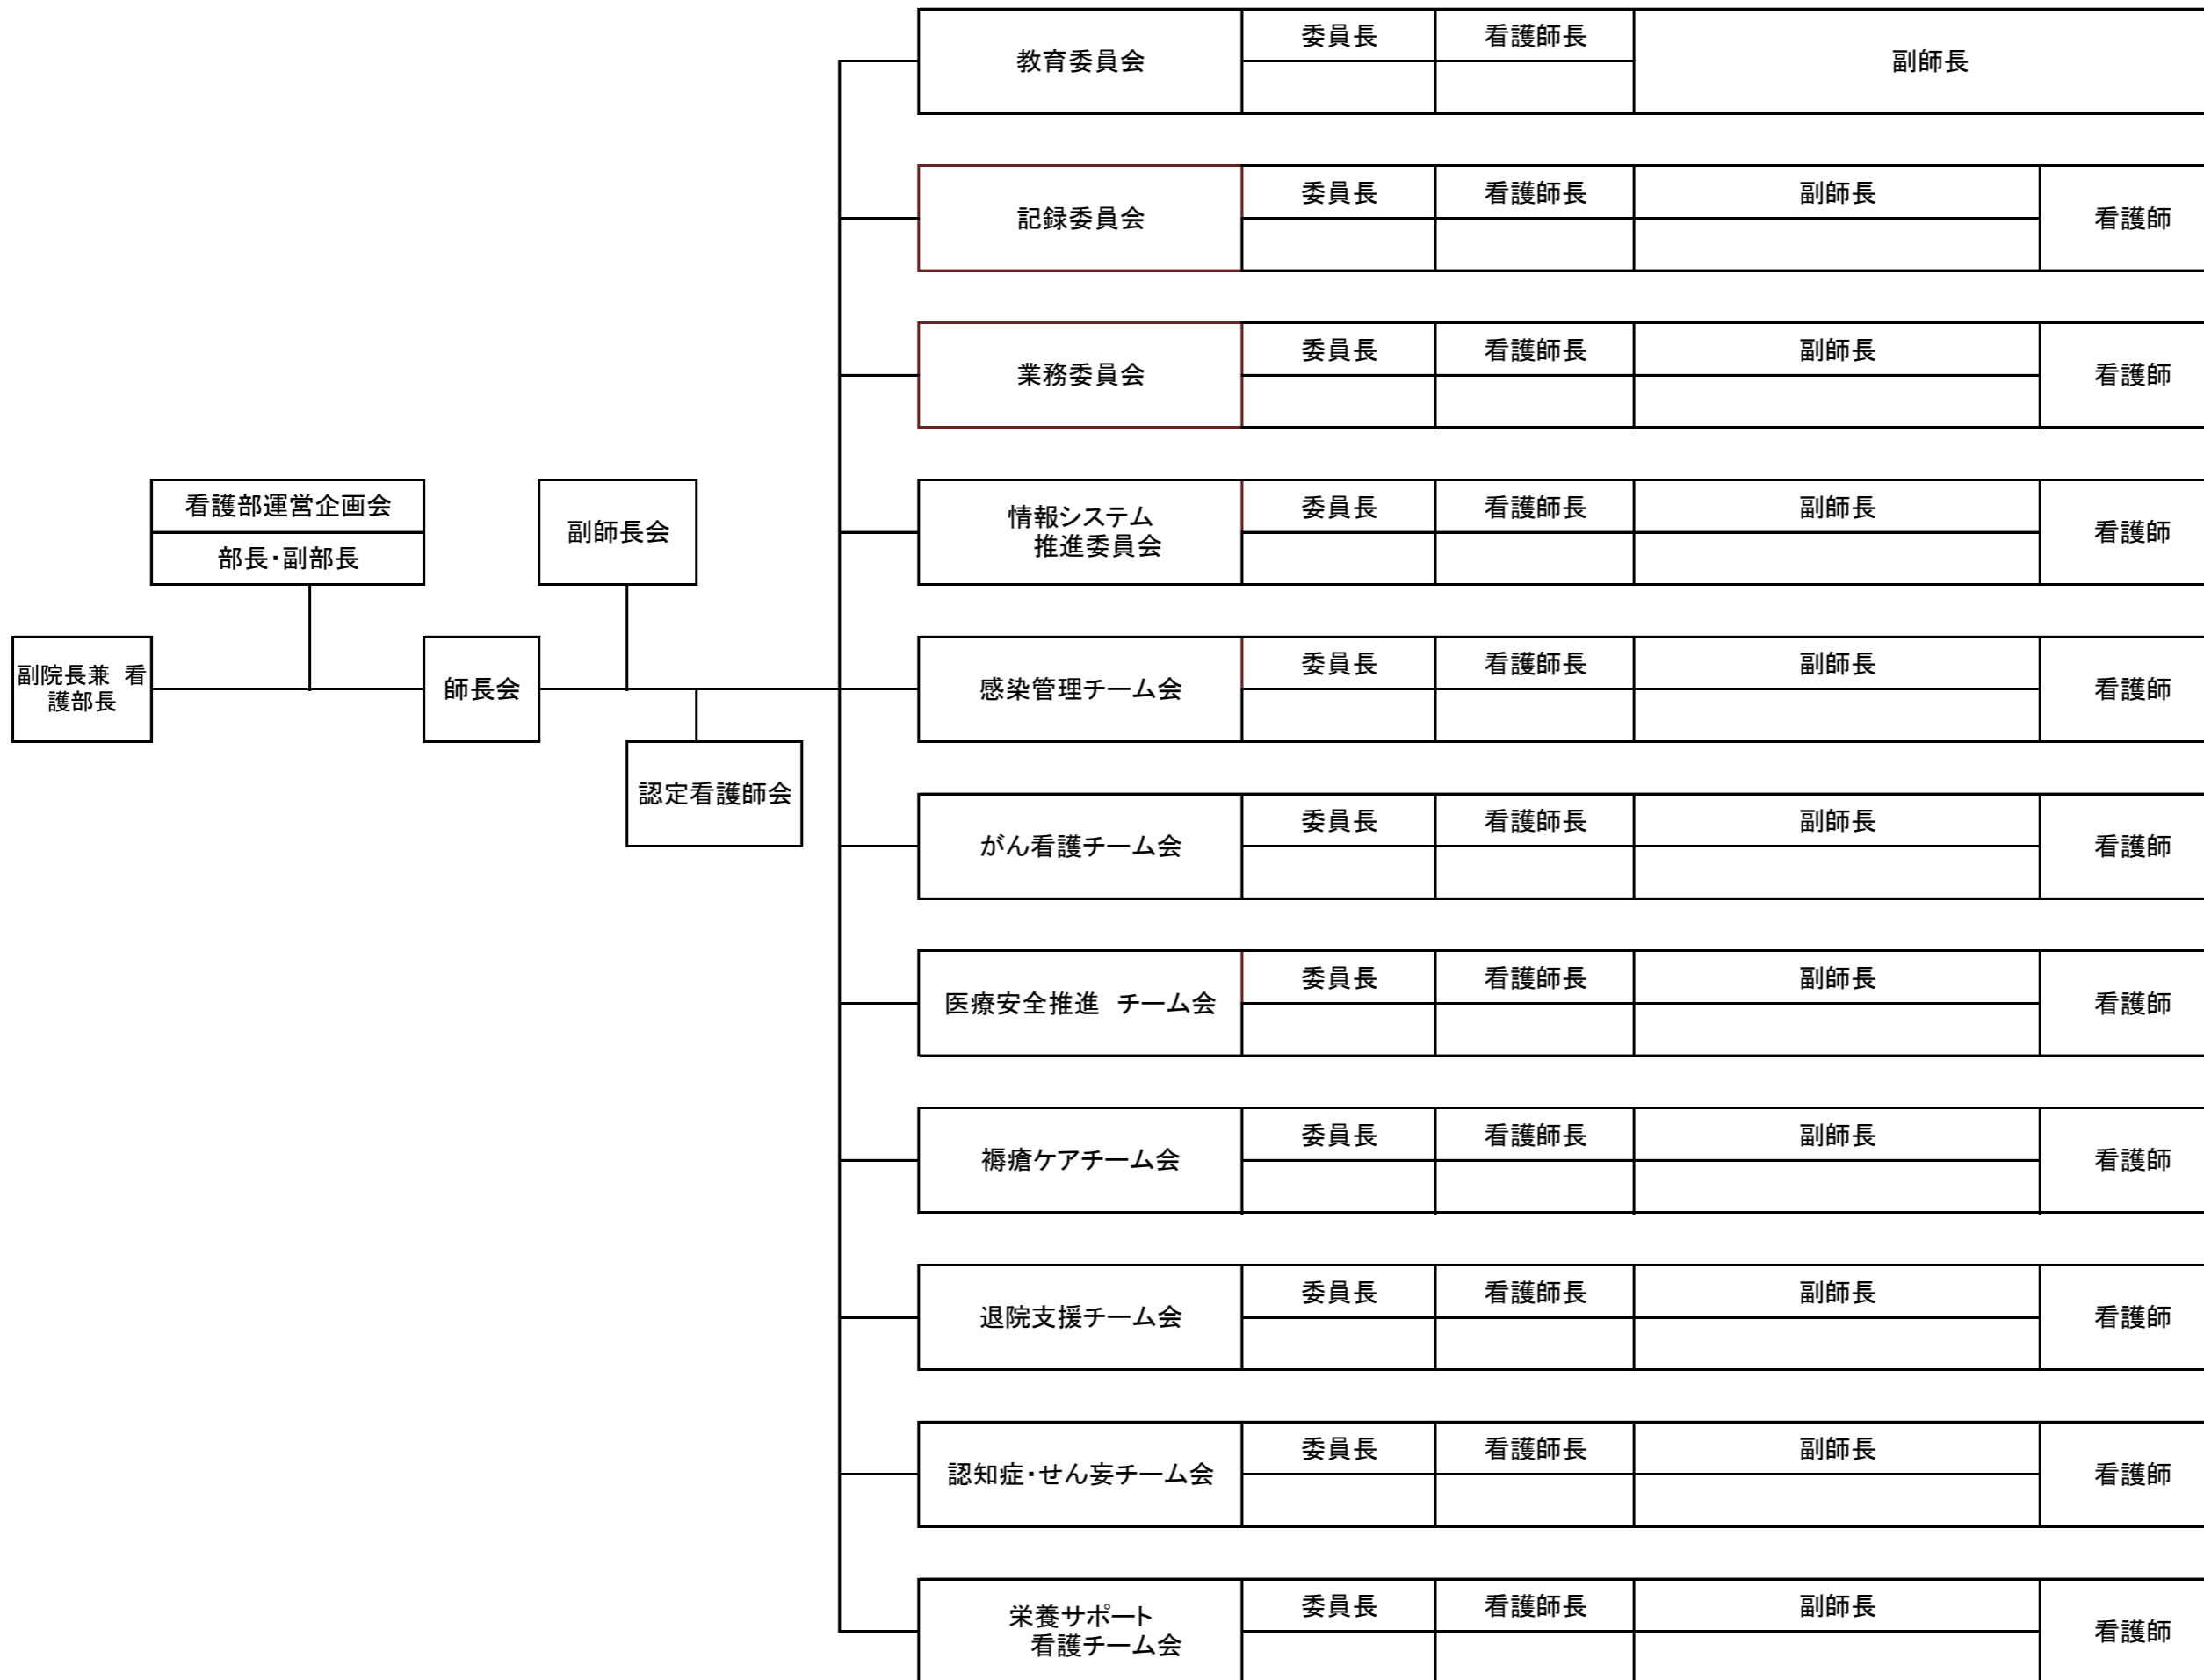 委員長 看護師長
教育委員会 副師長
委員長 看護師長 副師長
記録委員会 看護師
委員長 看護師長 副師長
業務委員会 看護師
看護部運営企画会
部長・副部長
副師長会
委員長 看護師長 副師長
情報システム
推進委員会
看護師
副院長兼 看
護部長
師長会
委員長 看護師長 副師長
感染管理チーム会 看護師
認定看護師会
委員長 看護師長 副師長
がん看護チーム会 看護師
委員長 看護師長 副師長
医療安全推進 チーム会 看護師
委員長 看護師長 副師長
褥瘡ケアチーム会 看護師
委員長 看護師長 副師長
退院支援チーム会 看護師
委員長 看護師長 副師長
認知症・せん妄チーム会 看護師
委員長 看護師長 副師長
栄養サポート
看護チーム会
看護師